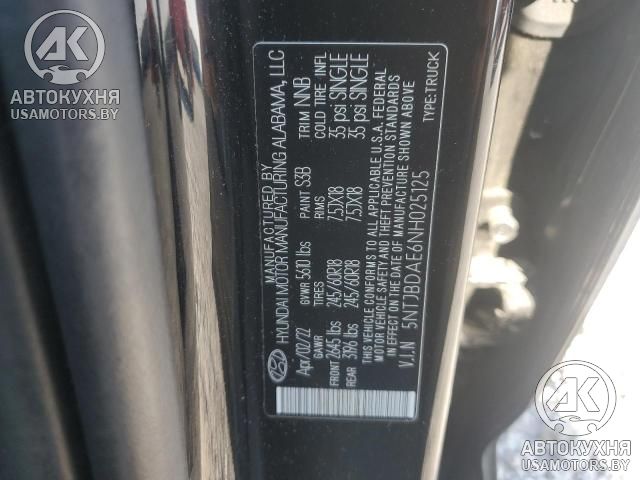 MANUFACTURED BY
HYUNDAI MOTOR MANUFACTURING ALABAMA, LLC
Apr/02/22 GVWR 5610 lbs PAINT S3B TRIM NNB
GAWR TIRES RIMS COLD TIRE INFL
FRONT 2645 lbs 245/60R18 7.5JX18 35 psi SINGLE
REAR 3196 lbs 245/60R18 7.5JX18 35 psi SINGLE
THIS VEHICLE CONFORMS TO ALL APPLICABLE U.S.A. FEDERAL
MOTOR VEHICLE SAFETY AND THEFT PREVENTION STANDARDS
IN EFFECT ON THE DATE OF MANUFACTURE SHOWN ABOVE
V.I.N 5NTJBDAE6NH025125 TYPE:TRUCK
АК
АВТОКУХНЯ
USAMOTORS.BY
АК
АВТОКУХНЯ
USAMOTORS.BY